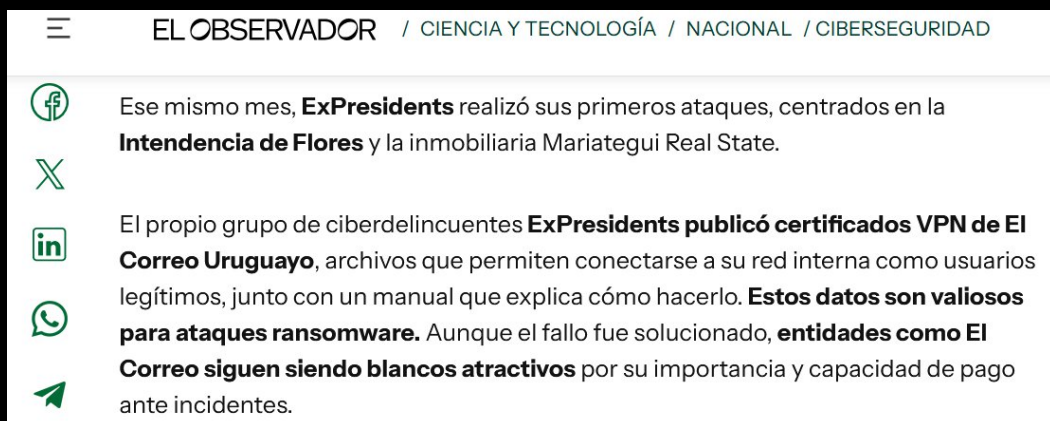 EL OBSERVADOR / CIENCIA Y TECNOLOGÍA / NACIONAL / CIBERSEGURIDAD
Ese mismo mes, ExPresidents realizó sus primeros ataques, centrados en la
Intendencia de Flores y la inmobiliaria Mariategui Real State.
El propio grupo de ciberdelincuentes ExPresidents publicó certificados VPN de El
Correo Uruguayo, archivos que permiten conectarse a su red interna como usuarios
legítimos, junto con un manual que explica cómo hacerlo. Estos datos son valiosos
para ataques ransomware. Aunque el fallo fue solucionado, entidades como El
Correo siguen siendo blancos atractivos por su importancia y capacidad de pago
ante incidentes.